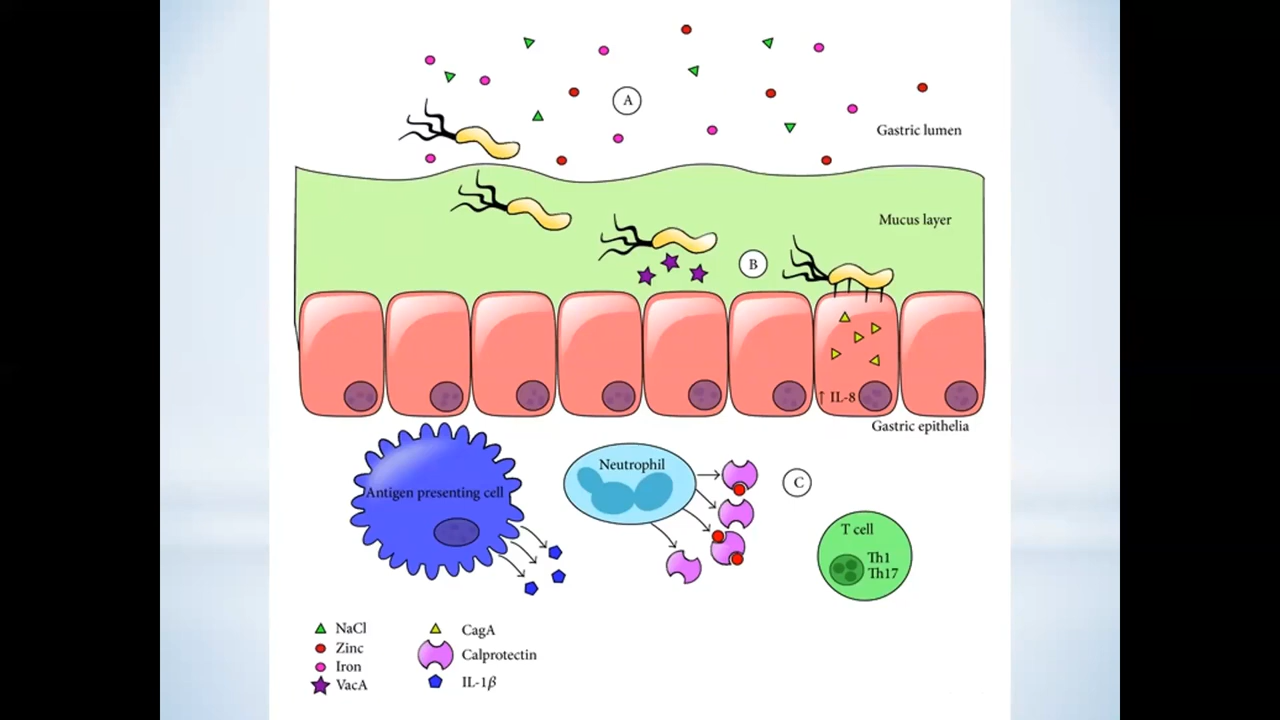 A
Gastric lumen
Mucus layer
B
↑ IL-8
Gastric epithelia
Neutrophil
C
Antigen presenting cell
T cell
Th1
Th17
NaCl
Zinc
Iron
VacA
CagA
Calprotectin
IL-1β